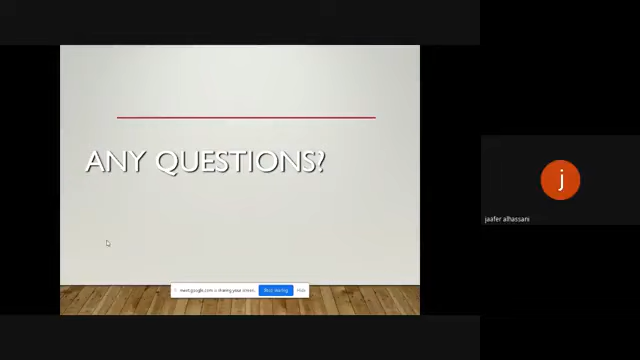 ANY QUESTIONS?
j
jaafer alhassani
meet.google.com is sharing your screen.
Stop sharing
Hide